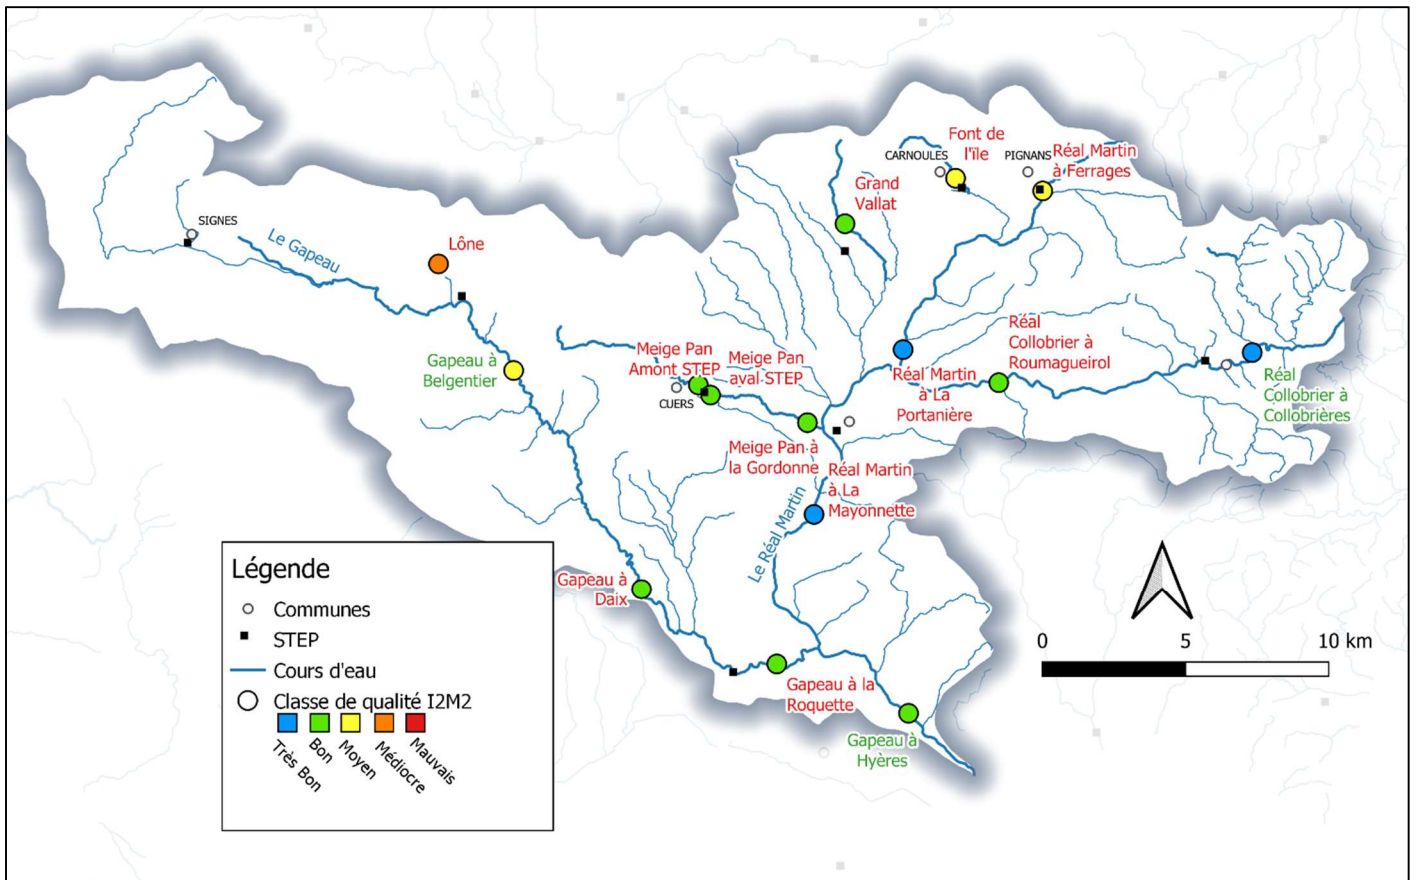 Font de
l'île
CARNOULES
PIGNANS
Réal Martin
à Ferrages
Grand
Vallat
SIGNES
Le Gapeau
Lône
Réal
Collobrier à
Roumagueirol
Meige Pan
Amont STEP
Meige Pan
aval STEP
Gapeau à
Belgentier
CUERS
Réal Martin
à La
Portanière
Réal
Collobrier à
Collobrières
Meige Pan à
la Gordonne
Réal Martin
à La
Mayonnette
Le Réal Martin
Gapeau à
Daix
Gapeau à la
Roquette
Gapeau à
Hyères
0 5 10 km
Légende
Communes
STEP
Cours d'eau
Classe de qualité I2M2
Très Bon
Bon
Moyen
Médiocre
Mauvais